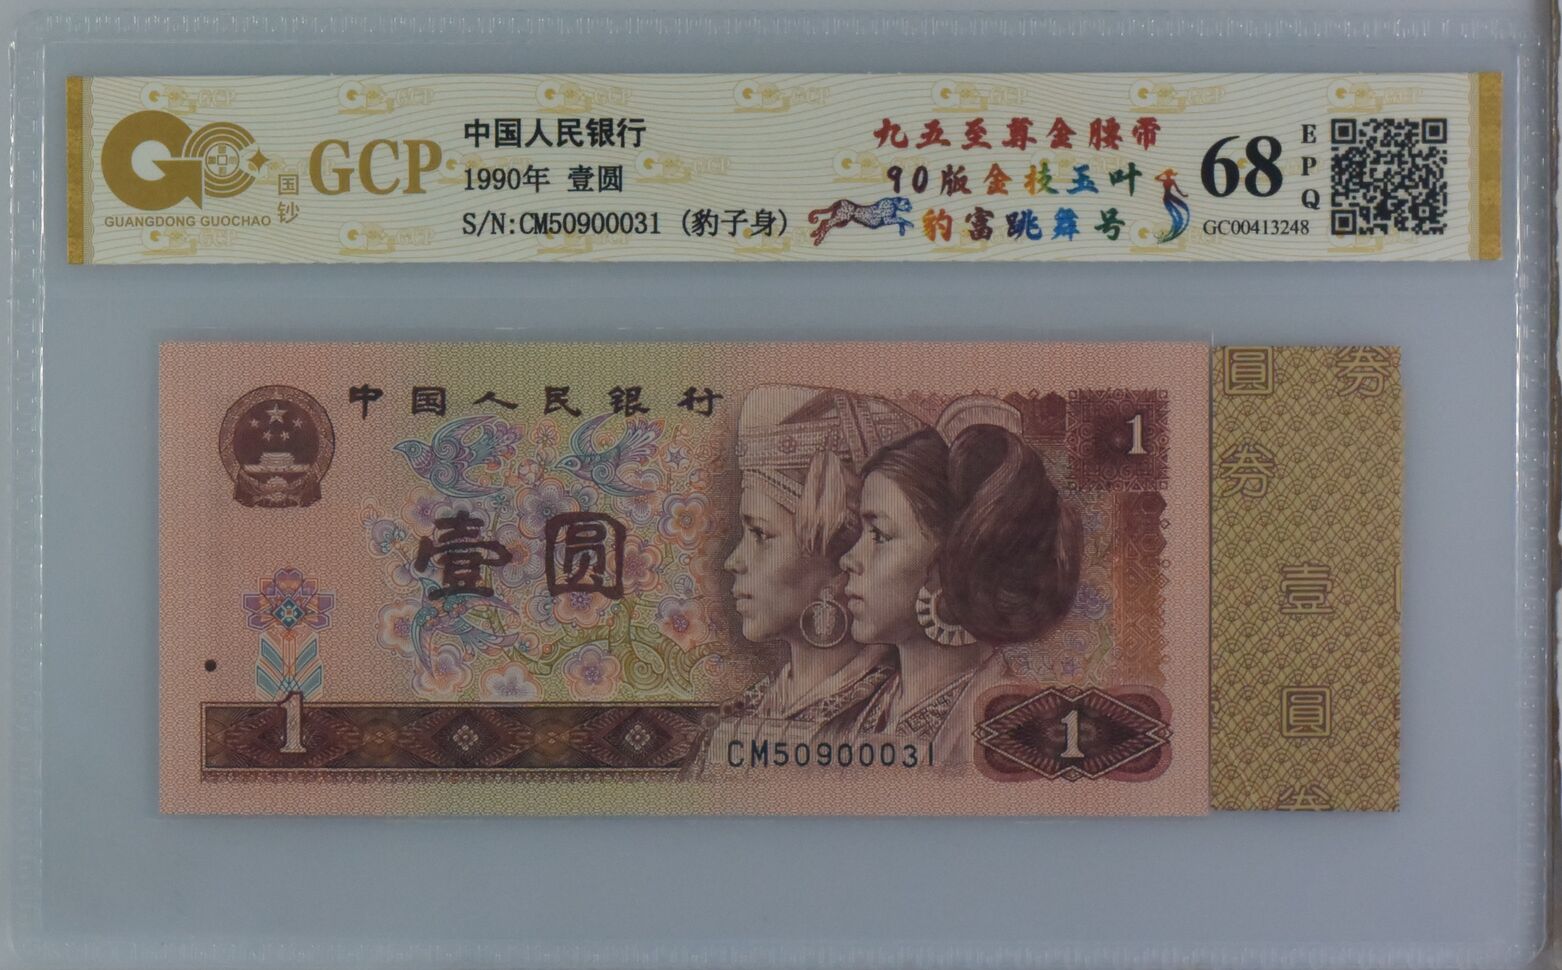 GCP
国钞
GUANGDONG GUOCHAO
中国人民银行
1990年 壹圆
S/N:CM50900031 (豹子身)
九五至尊金腰带
90版金枝玉叶
豹富跳舞号
68
EPQ
GC00413248
中国人民银行
壹圆
1
1
1
CM50900031
圓 券
券
壹
圓
券